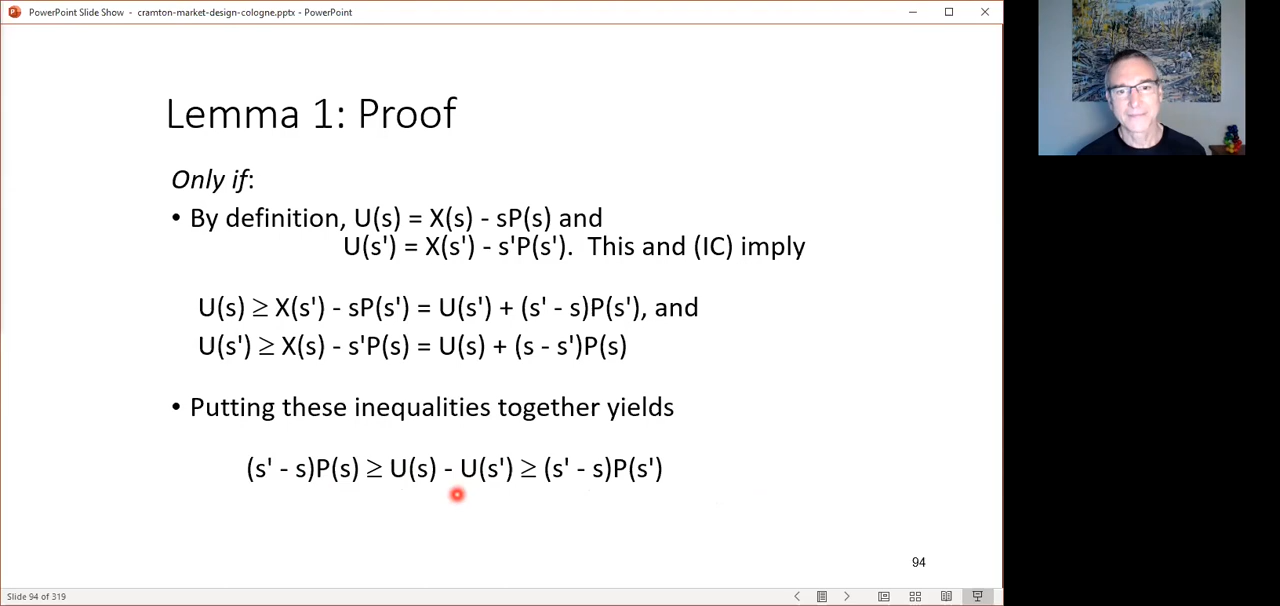 PowerPoint Slide Show - cramton-market-design-cologne.pptx - PowerPoint
Lemma 1: Proof
Only if:
• By definition, U(s) = X(s) - sP(s) and
U(s') = X(s') - s'P(s'). This and (IC) imply
U(s) ≥ X(s') - sP(s') = U(s') + (s' - s)P(s'), and
U(s') ≥ X(s) - s'P(s) = U(s) + (s - s')P(s)
• Putting these inequalities together yields
(s' - s)P(s) ≥ U(s) - U(s') ≥ (s' - s)P(s')
94
Slide 94 of 319